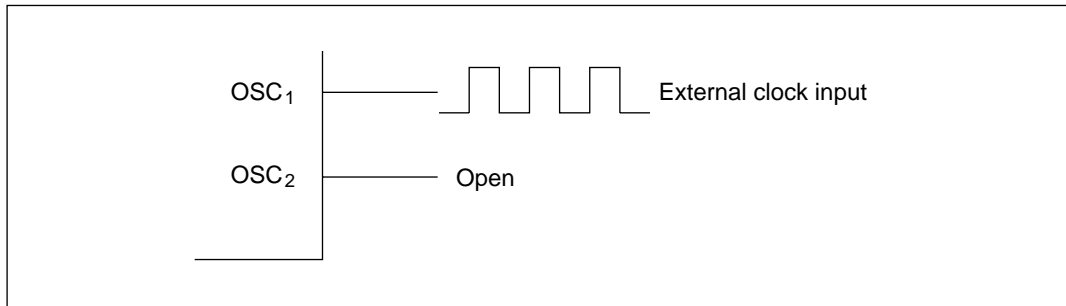 OSC₁
External clock input
OSC₂
Open